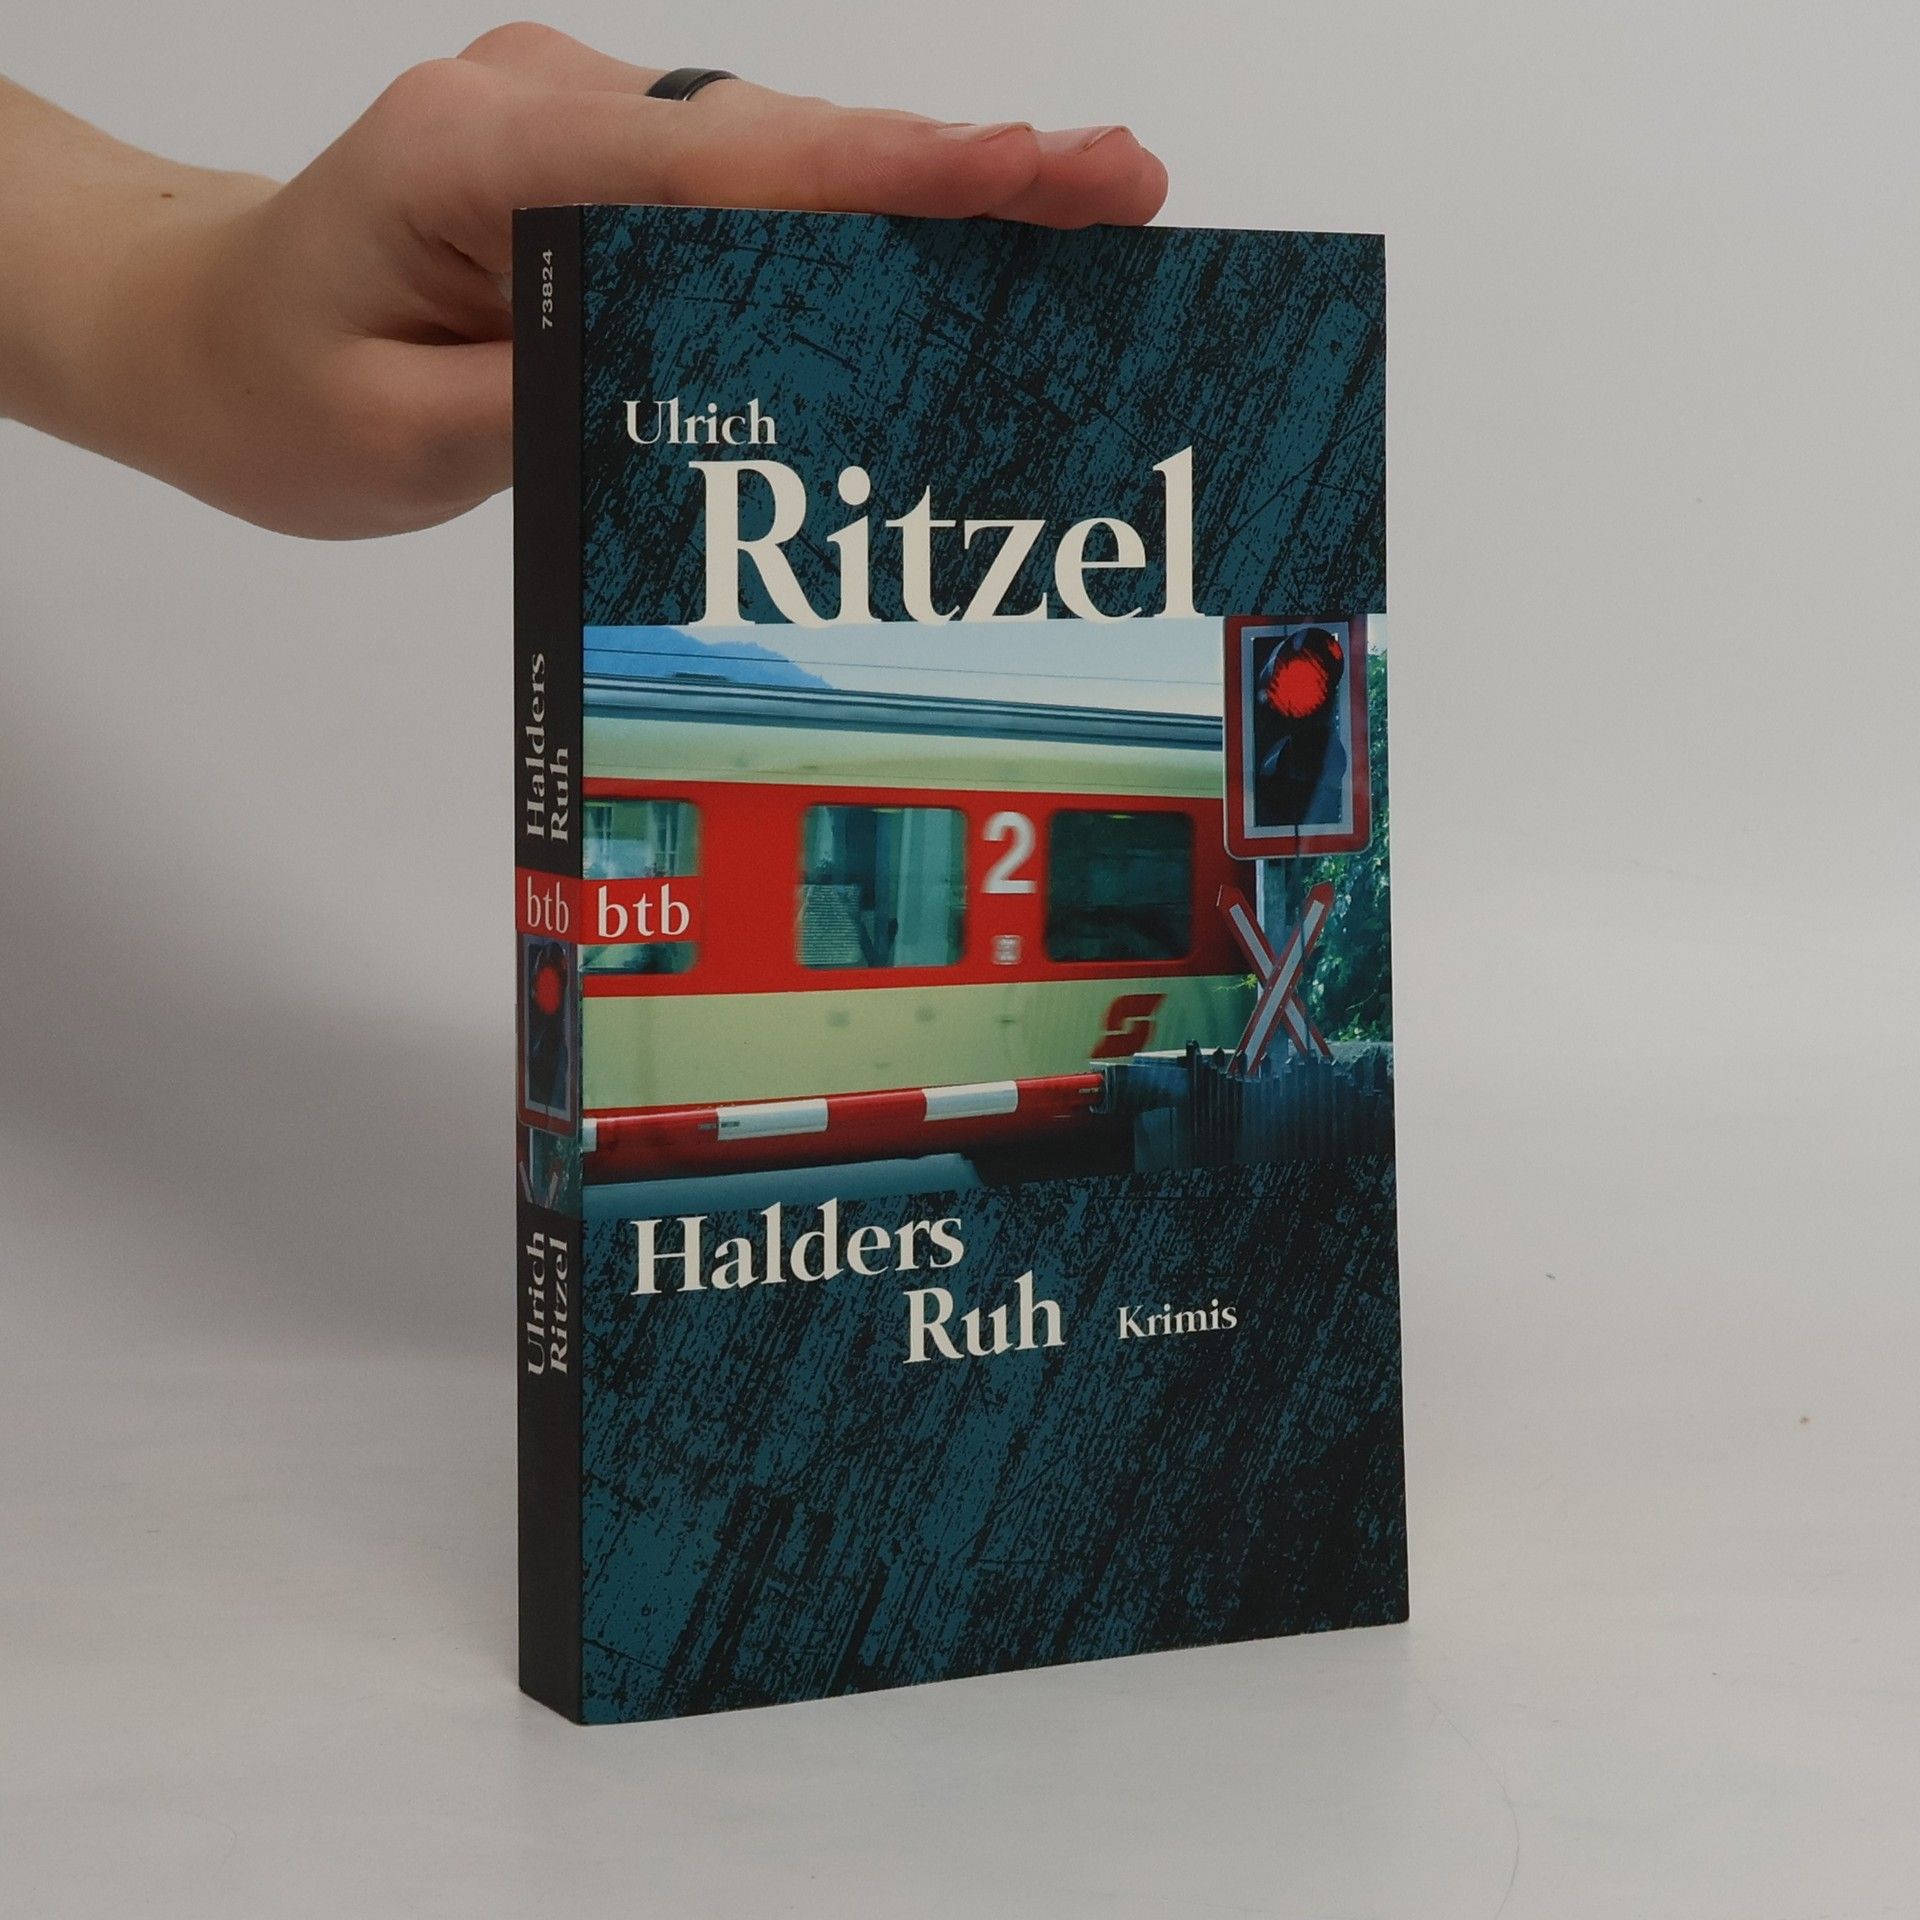 73824
Halders
Ruh
btb
Ulrich
Ritzel
Ulrich
Ritzel
2
btb
Halders
Ruh Krimis